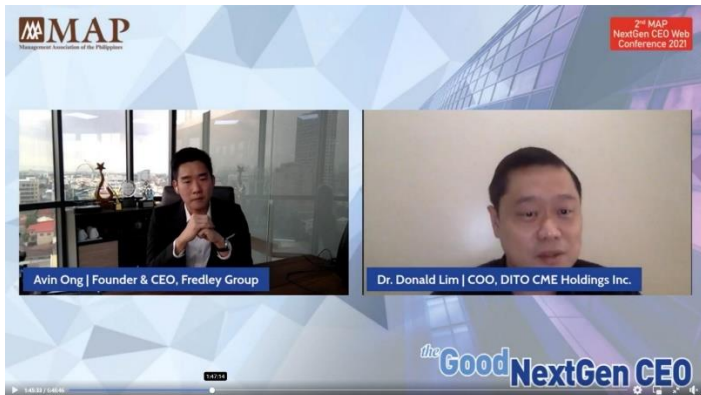 MAP
Management Association of the Philippines
2nd MAP
NextGen CEO Web
Conference 2021
Avin Ong | Founder & CEO, Fredley Group
Dr. Donald Lim | COO, DITO CME Holdings Inc.
1:47:14
the Good NextGen CEO